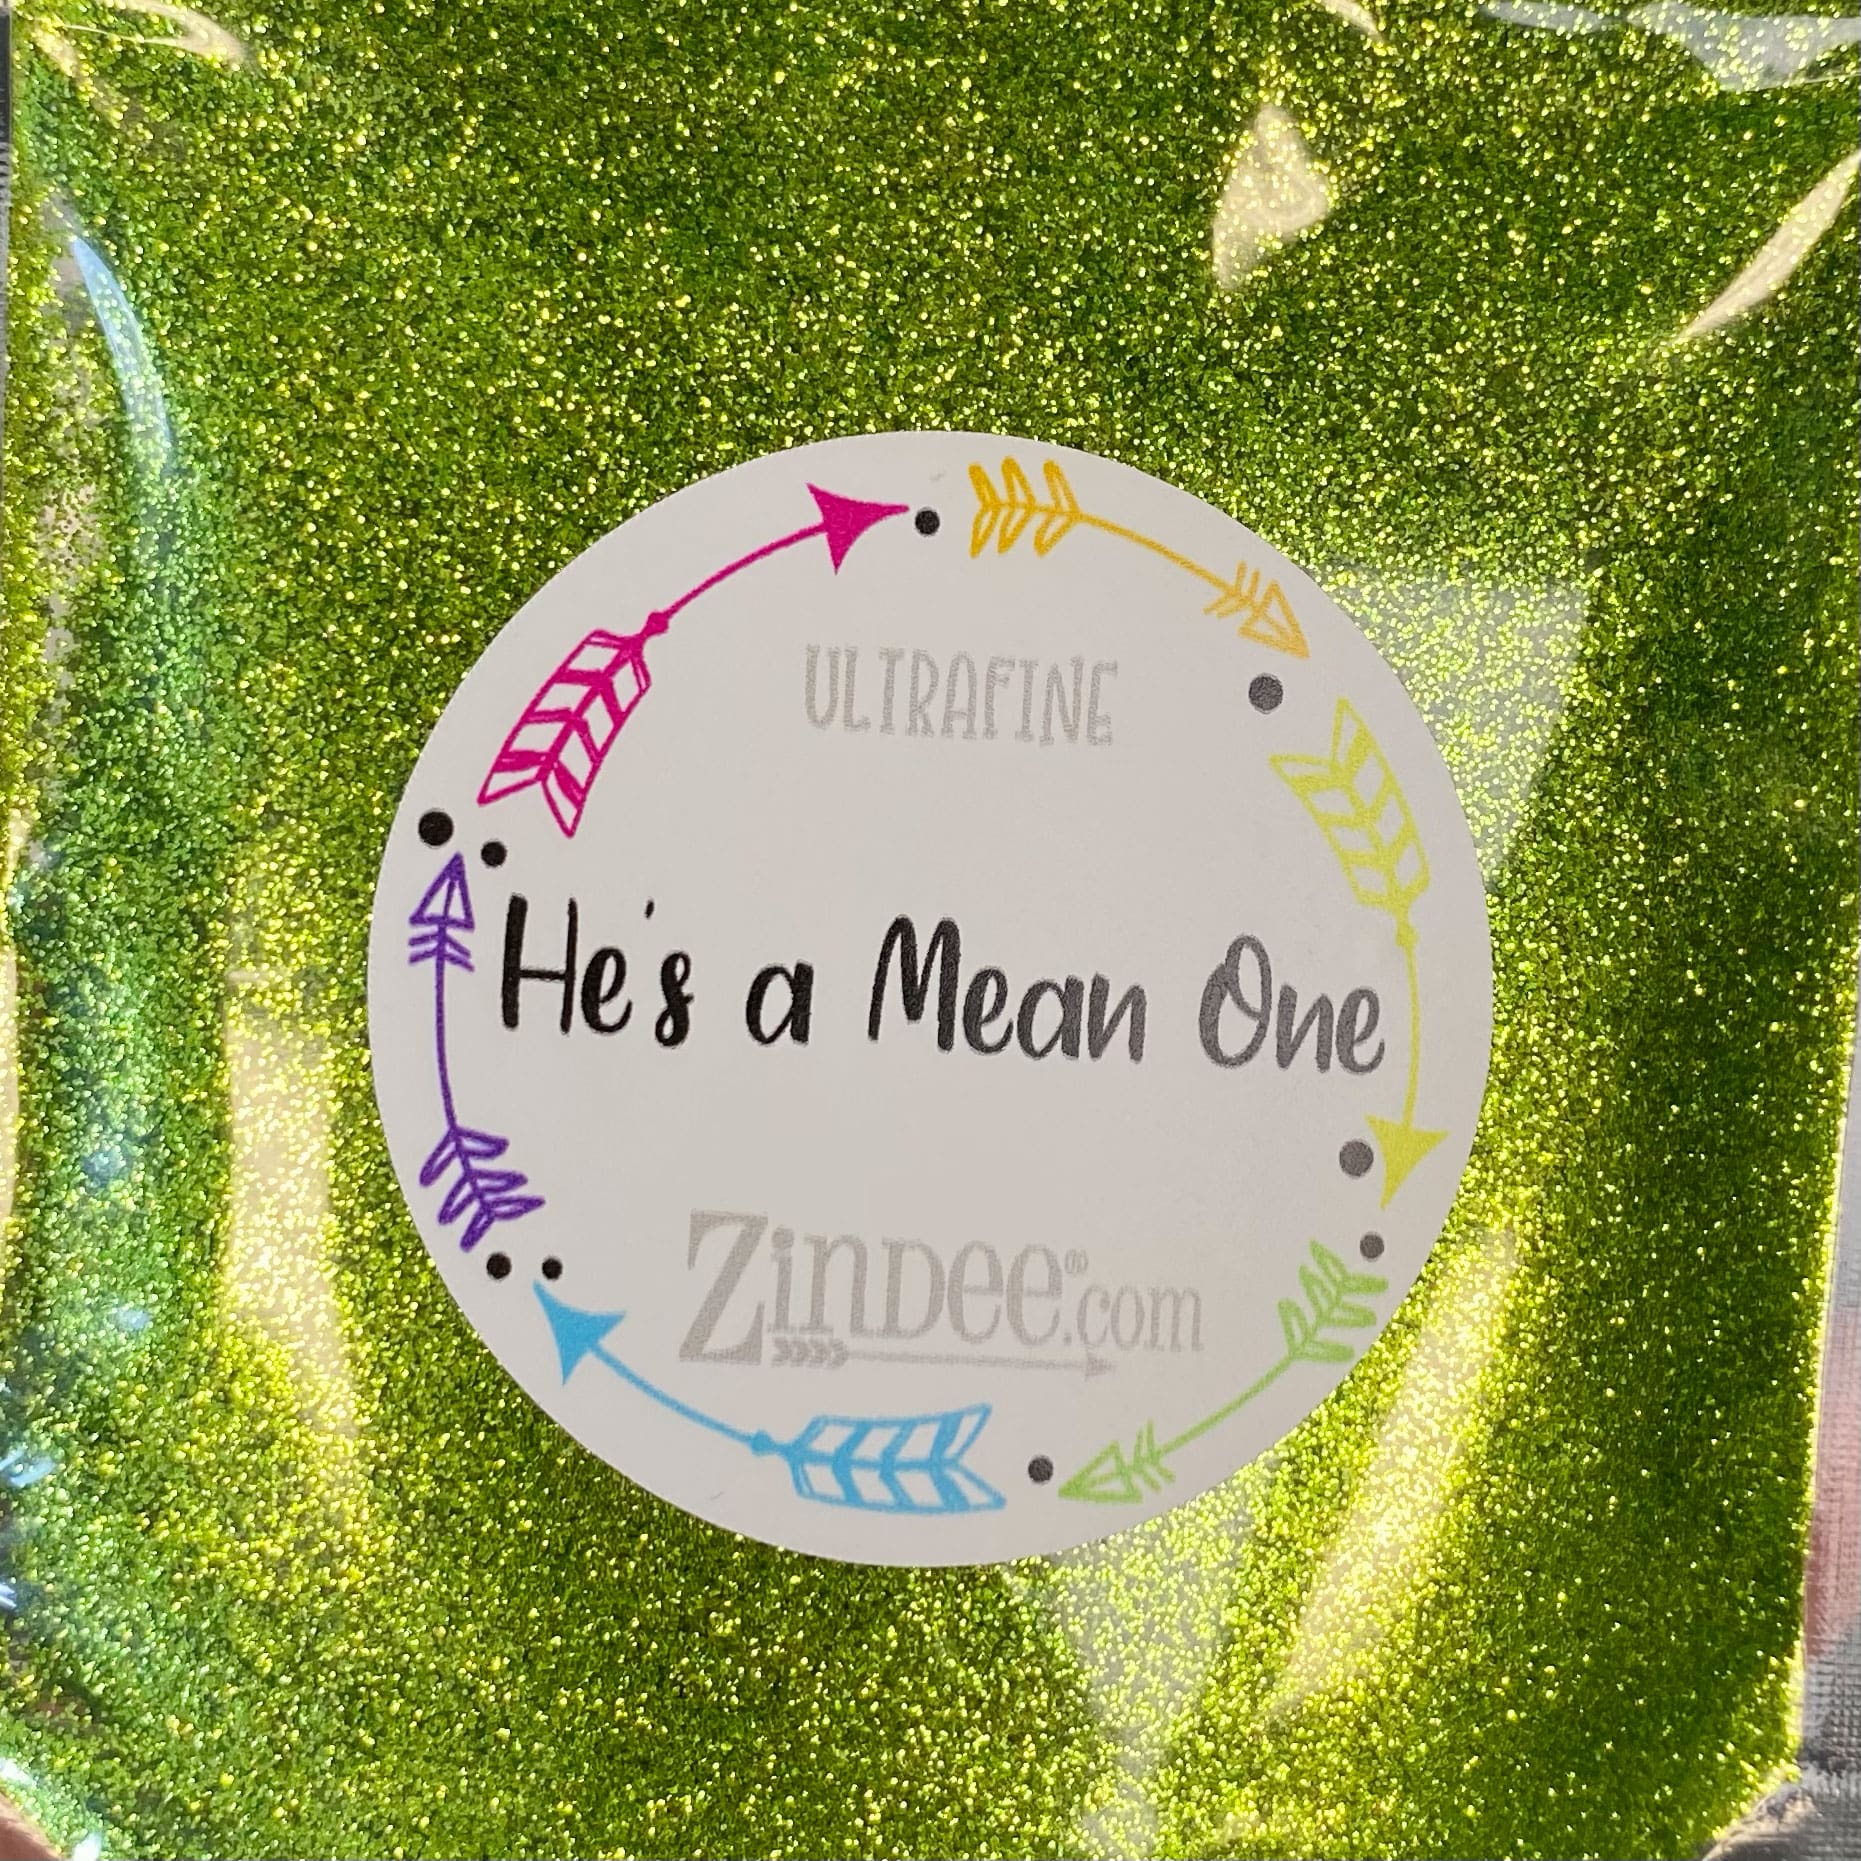 ULTRAFINE
He's a Mean One
Zindee®.com